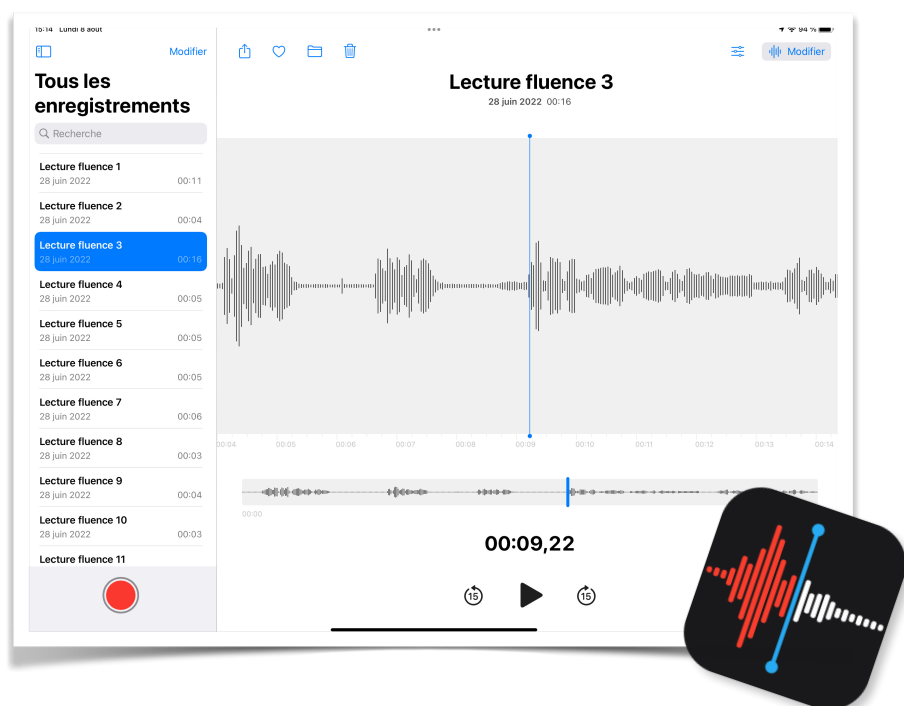 15:14 Lundi 8 août
94 %
Modifier
Modifier
Tous les
enregistrements
Recherche
Lecture fluence 1
28 juin 2022 00:11
Lecture fluence 2
28 juin 2022 00:04
Lecture fluence 3
28 juin 2022 00:16
Lecture fluence 4
28 juin 2022 00:05
Lecture fluence 5
28 juin 2022 00:05
Lecture fluence 6
28 juin 2022 00:05
Lecture fluence 7
28 juin 2022 00:06
Lecture fluence 8
28 juin 2022 00:03
Lecture fluence 9
28 juin 2022 00:04
Lecture fluence 10
28 juin 2022 00:03
Lecture fluence 11
Lecture fluence 3
28 juin 2022 00:16
00:04 00:05 00:06 00:07 00:08 00:09 00:10 00:11 00:12 00:13 00:14
00:00
00:09,22
15 15